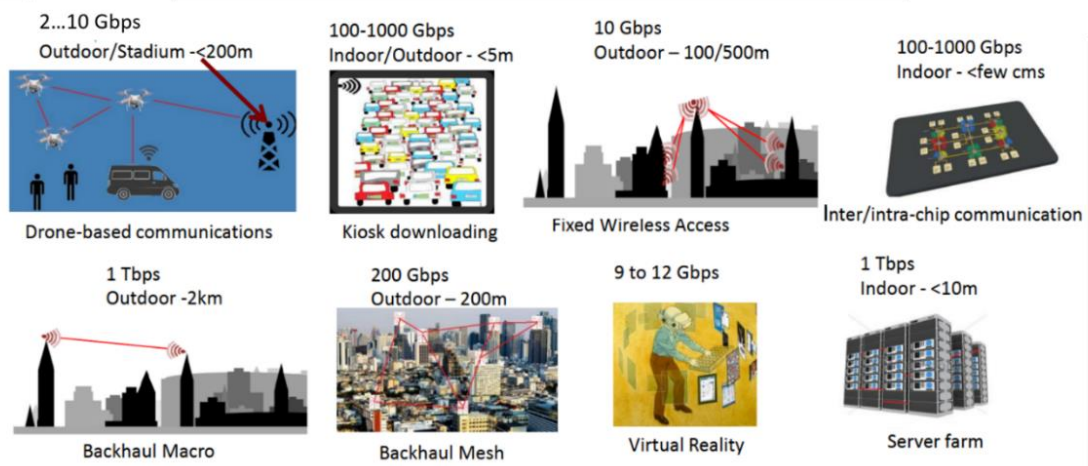 2...10 Gbps
Outdoor/Stadium -<200m
Drone-based communications
100-1000 Gbps
Indoor/Outdoor - <5m
Kiosk downloading
10 Gbps
Outdoor – 100/500m
Fixed Wireless Access
100-1000 Gbps
Indoor - <few cms
Inter/intra-chip communication
1 Tbps
Outdoor -2km
Backhaul Macro
200 Gbps
Outdoor – 200m
Backhaul Mesh
9 to 12 Gbps
Virtual Reality
1 Tbps
Indoor - <10m
Server farm